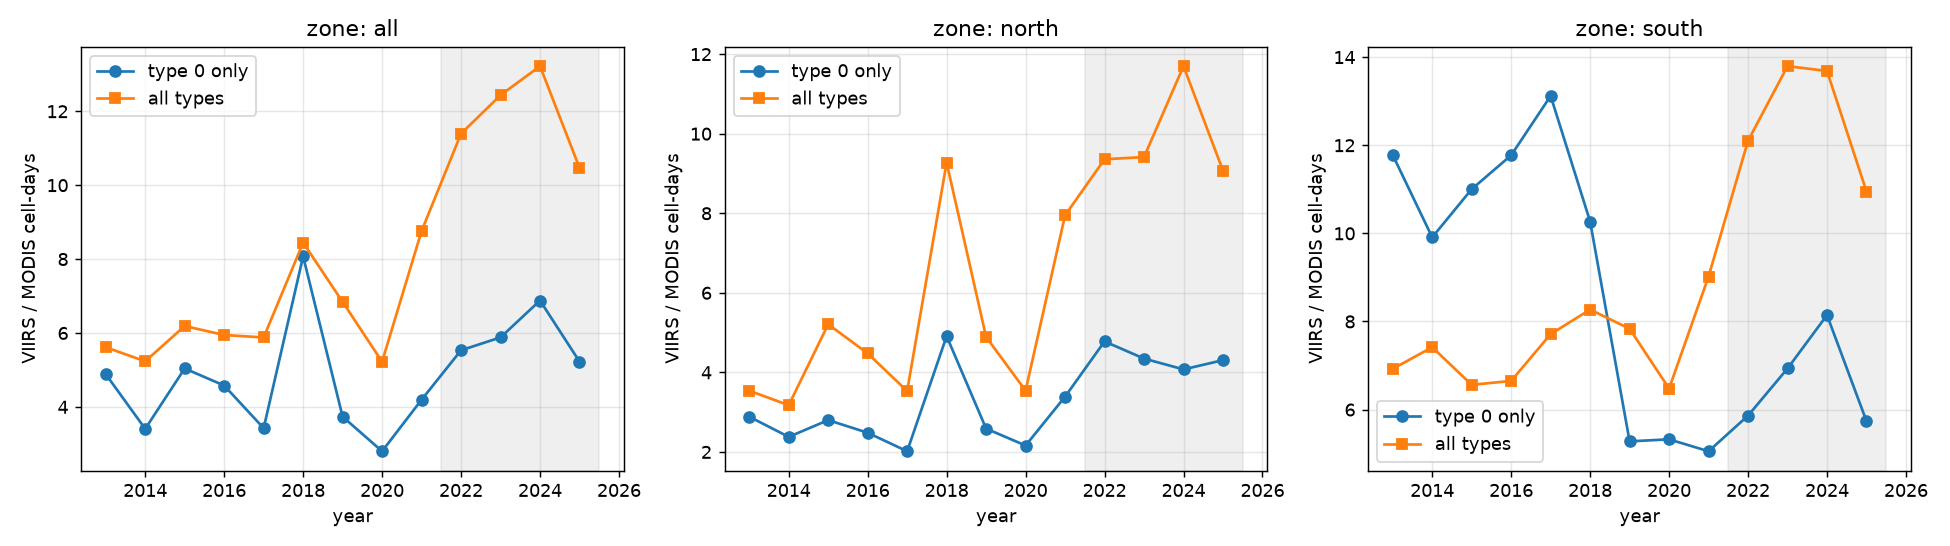 zone: all
VIIRS / MODIS cell-days
12
10
8
6
4
type 0 only
all types
2014 2016 2018 2020 2022 2024 2026
year
zone: north
VIIRS / MODIS cell-days
12
10
8
6
4
2
type 0 only
all types
2014 2016 2018 2020 2022 2024 2026
year
zone: south
VIIRS / MODIS cell-days
14
12
10
8
6
type 0 only
all types
2014 2016 2018 2020 2022 2024 2026
year